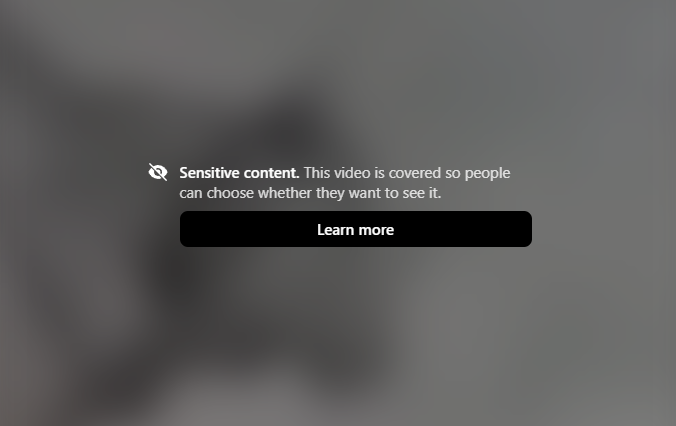 Sensitive content. This video is covered so people
can choose whether they want to see it.
Learn more